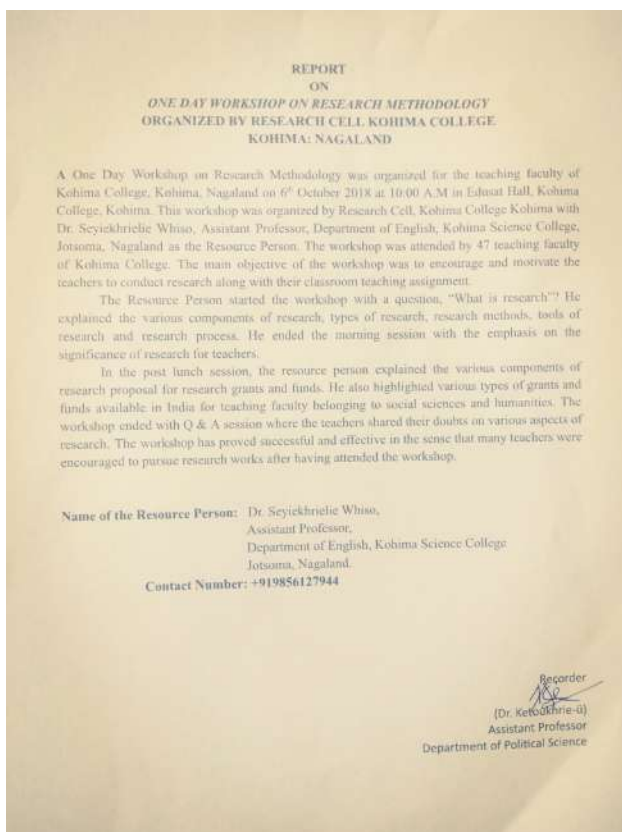 REPORT
ON
ONE DAY WORKSHOP ON RESEARCH METHODOLOGY
ORGANIZED BY RESEARCH CELL KOHIMA COLLEGE
KOHIMA: NAGALAND
A One Day Workshop on Research Methodology was organized for the teaching faculty of
Kohima College, Kohima, Nagaland on 6th October 2018 at 10:00 A.M in Edusat Hall, Kohima
College, Kohima. This workshop was organized by Research Cell, Kohima College Kohima with
Dr. Seyiekhrielie Whiso, Assistant Professor, Department of English, Kohima Science College,
Jotsoma, Nagaland as the Resource Person. The workshop was attended by 47 teaching faculty
of Kohima College. The main objective of the workshop was to encourage and motivate the
teachers to conduct research along with their classroom teaching assignment.
The Resource Person started the workshop with a question, “What is research”? He
explained the various components of research, types of research, research methods, tools of
research and research process. He ended the morning session with the emphasis on the
significance of research for teachers.
In the post lunch session, the resource person explained the various components of
research proposal for research grants and funds. He also highlighted various types of grants and
funds available in India for teaching faculty belonging to social sciences and humanities. The
workshop ended with Q & A session where the teachers shared their doubts on various aspects of
research. The workshop has proved successful and effective in the sense that many teachers were
encouraged to pursue research works after having attended the workshop.
Name of the Resource Person: Dr. Seyiekhrielie Whiso,
Assistant Professor,
Department of English, Kohima Science College
Jotsoma, Nagaland.
Contact Number: +919856127944
Recorder
(Dr. Ketoukhrie-ü)
Assistant Professor
Department of Political Science